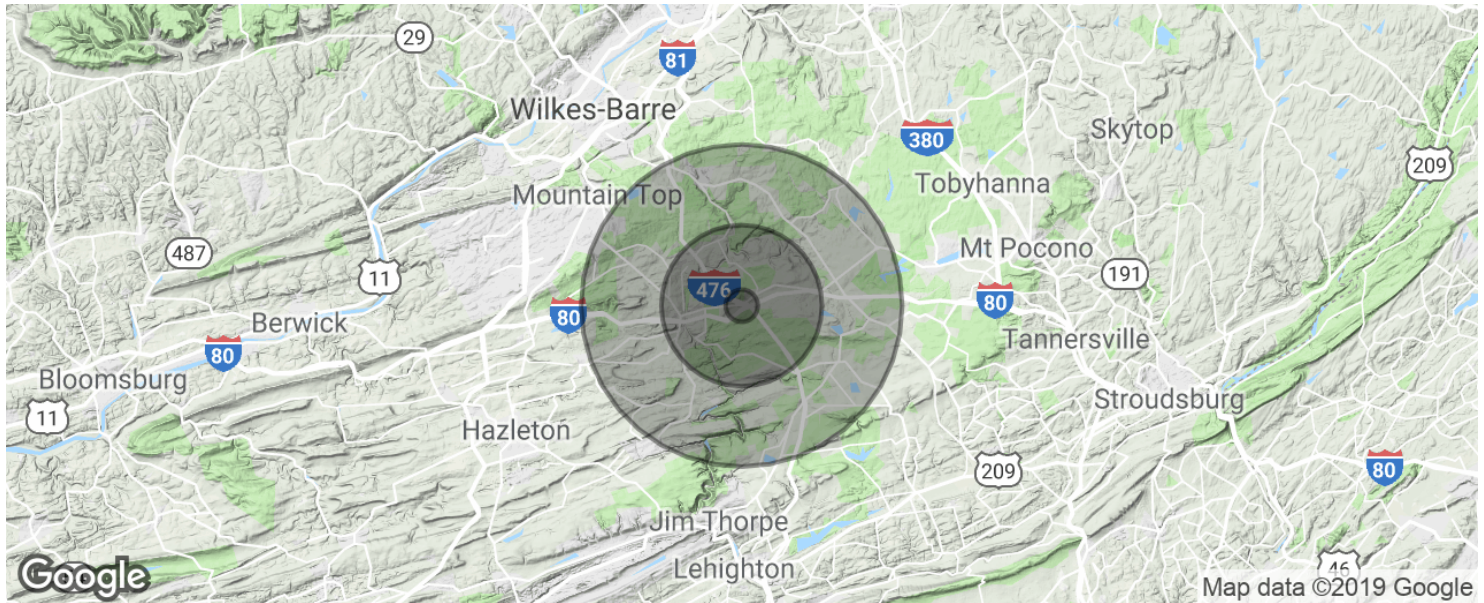 29
81
Wilkes-Barre
380
Skytop
209
Tobyhanna
Mountain Top
487
Mt Pocono
11
191
476
80
80
Berwick
80
Tannersville
Bloomsburg
11
Stroudsburg
Hazleton
209
80
Jim Thorpe
Lehighton
46
Google
Map data ©2019 Google